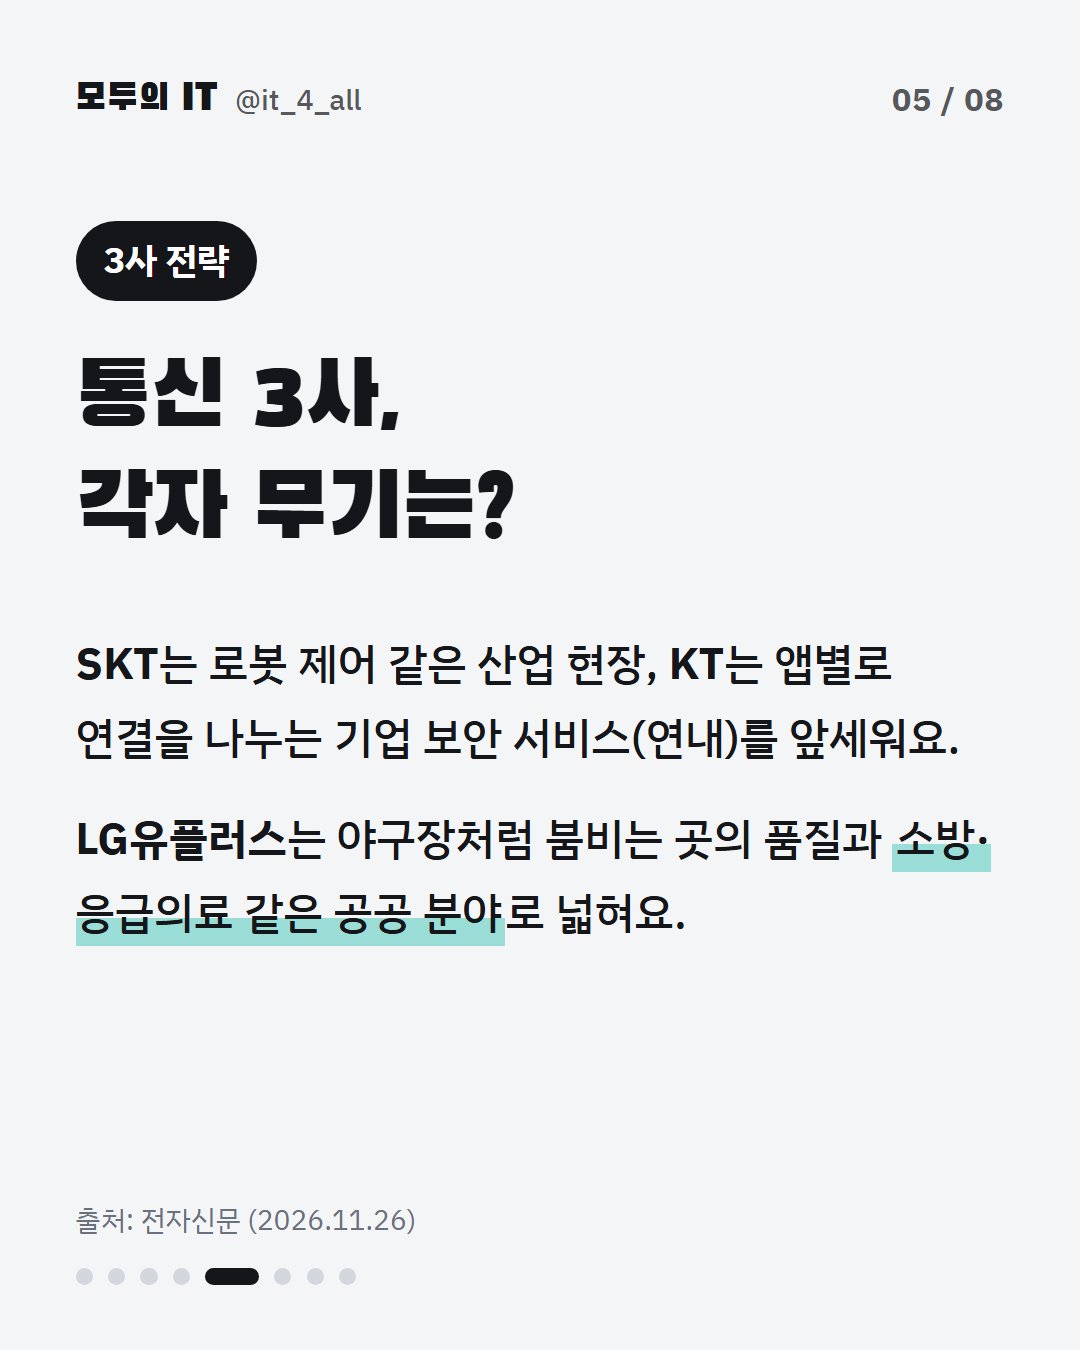 모두의 IT @it_4_all
05 / 08
3사 전략
통신 3사,
각자 무기는?
SKT는 로봇 제어 같은 산업 현장, KT는 앱별로
연결을 나누는 기업 보안 서비스(연내)를 앞세워요.
LG유플러스는 야구장처럼 붐비는 곳의 품질과 소방·
응급의료 같은 공공 분야로 넓혀요.
출처: 전자신문 (2026.11.26)